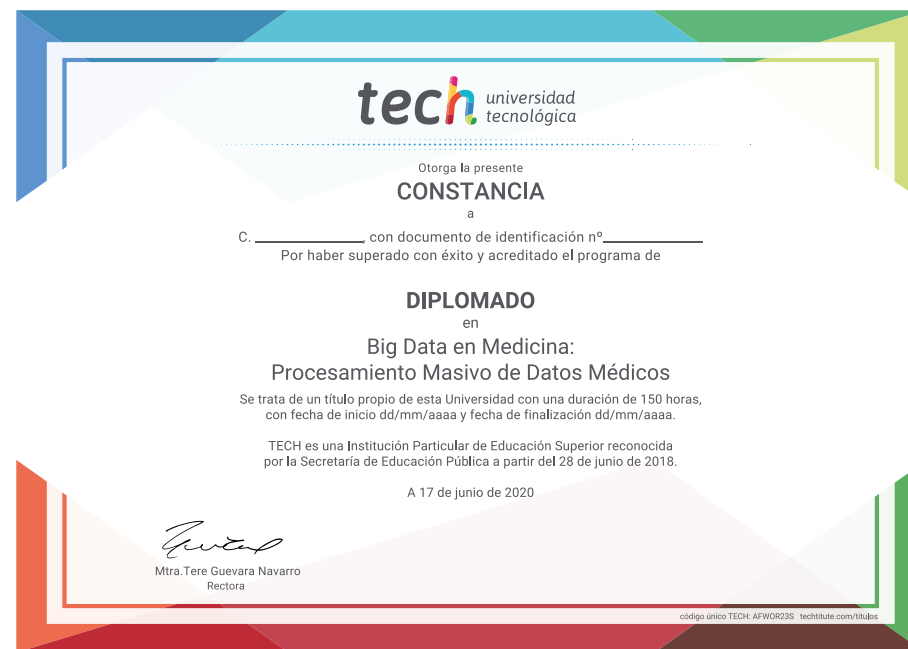 tech universidad
tecnológica
Otorga la presente
CONSTANCIA
a
C. ______________, con documento de identificación nº_____________
Por haber superado con éxito y acreditado el programa de
DIPLOMADO
en
Big Data en Medicina:
Procesamiento Masivo de Datos Médicos
Se trata de un título propio de esta Universidad con una duración de 150 horas,
con fecha de inicio dd/mm/aaaa y fecha de finalización dd/mm/aaaa.
TECH es una Institución Particular de Educación Superior reconocida
por la Secretaría de Educación Pública a partir del 28 de junio de 2018.
A 17 de junio de 2020
Mtra.Tere Guevara Navarro
Rectora
código único TECH: AFWOR23S techtitute.com/titulos